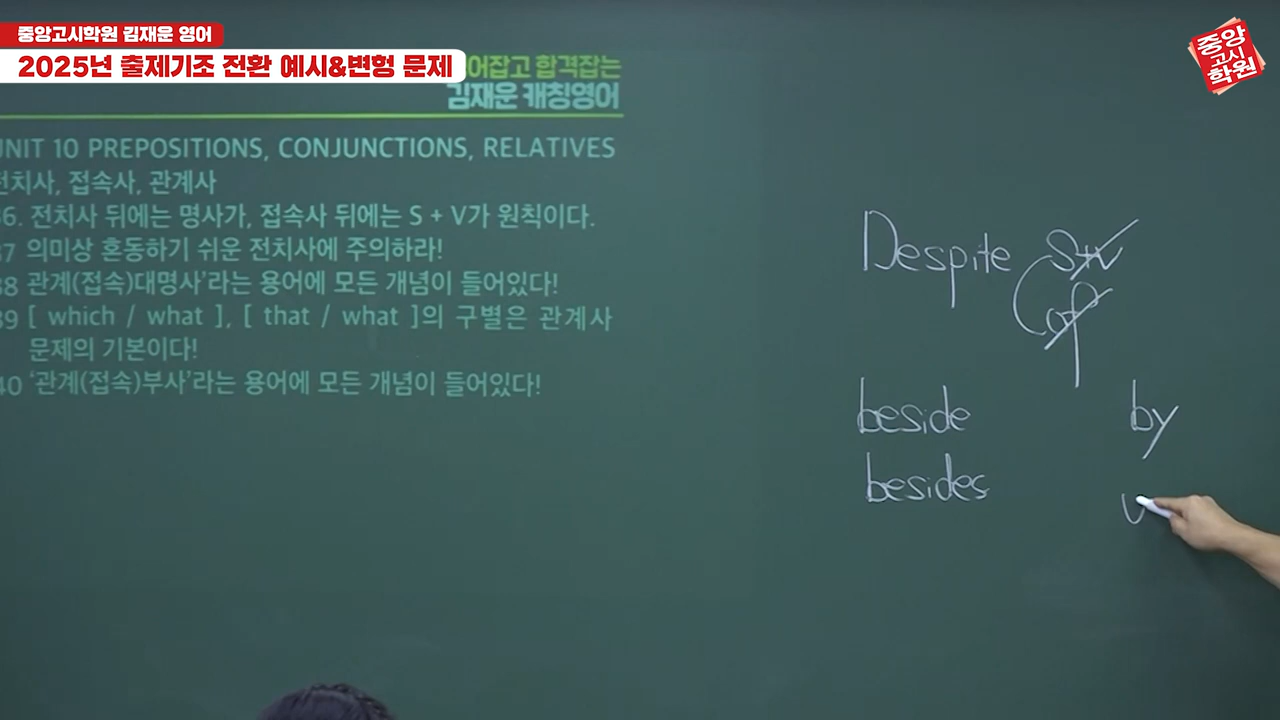 중앙고시학원 김재운 영어
2025년 출제기조 전환 예시&변형 문제
중앙
고시
학원
어잡고 합격잡는
김재운 캐칭영어
UNIT 10 PREPOSITIONS, CONJUNCTIONS, RELATIVES
전치사, 접속사, 관계사
36. 전치사 뒤에는 명사가, 접속사 뒤에는 S + V가 원칙이다.
37 의미상 혼동하기 쉬운 전치사에 주의하라!
38 관계(접속)대명사’라는 용어에 모든 개념이 들어있다!
39 [ which / what ], [ that / what ]의 구별은 관계사
문제의 기본이다!
40 ‘관계(접속)부사’라는 용어에 모든 개념이 들어있다!
Despite S+V
of
beside by
besides